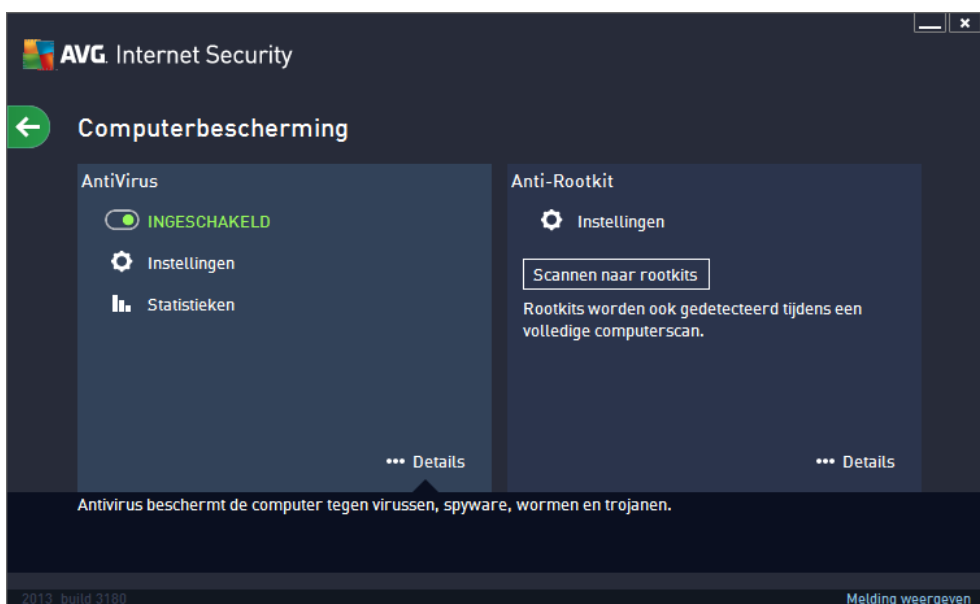 AVG. Internet Security
Computerbescherming
AntiVirus
INGESCHAKELD
Instellingen
Statistieken
••• Details
Anti-Rootkit
Instellingen
Scannen naar rootkits
Rootkits worden ook gedetecteerd tijdens een
volledige computerscan.
••• Details
Antivirus beschermt de computer tegen virussen, spyware, wormen en trojanen.
2013 build 3180
Melding weergeven